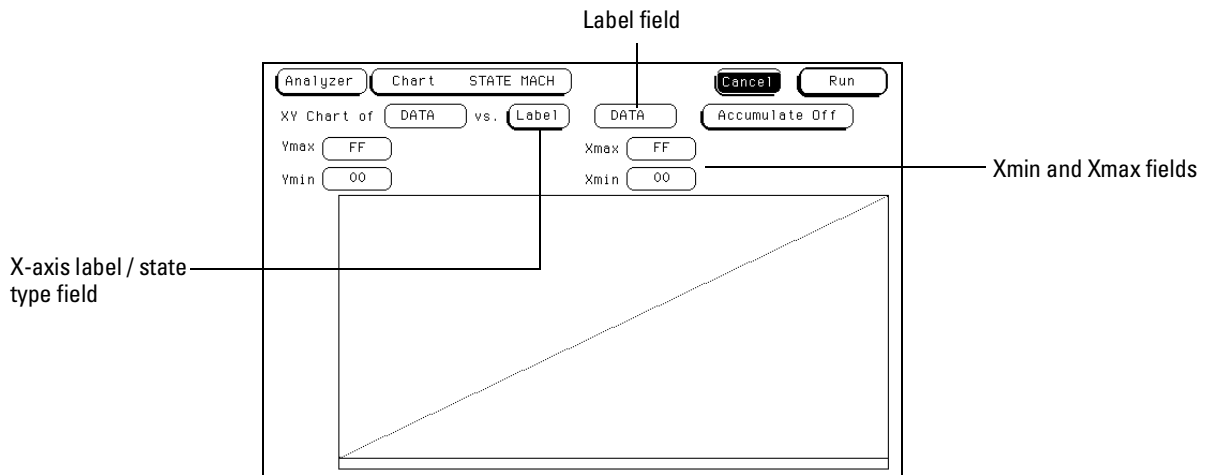 Label field
Analyzer Chart STATE MACH Cancel Run
XY Chart of DATA vs. Label DATA Accumulate Off
Ymax FF Xmax FF
Ymin 00 Xmin 00
Xmin and Xmax fields
X-axis label / state
type field